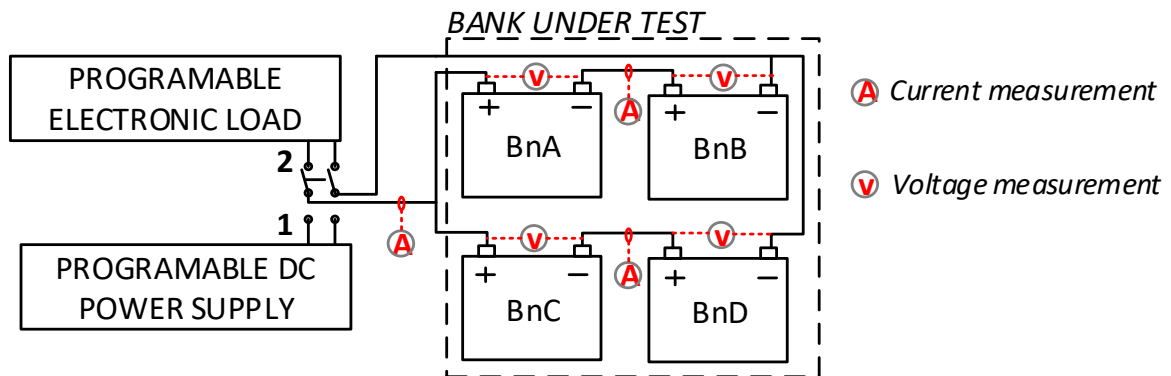 BANK UNDER TEST
PROGRAMABLE
ELECTRONIC LOAD
2
1
PROGRAMABLE DC
POWER SUPPLY
A
V V
+ − + −
A
BnA BnB
V V
+ − + −
A
BnC BnD
A Current measurement
V Voltage measurement